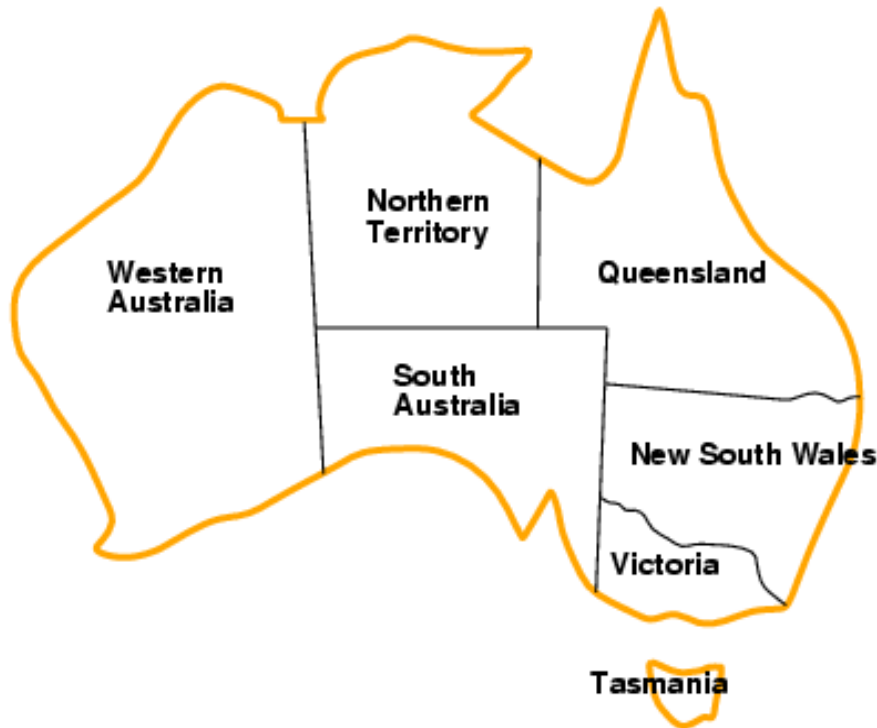 Northern
Territory
Western
Australia
Queensland
South
Australia
New South Wales
Victoria
Tasmania